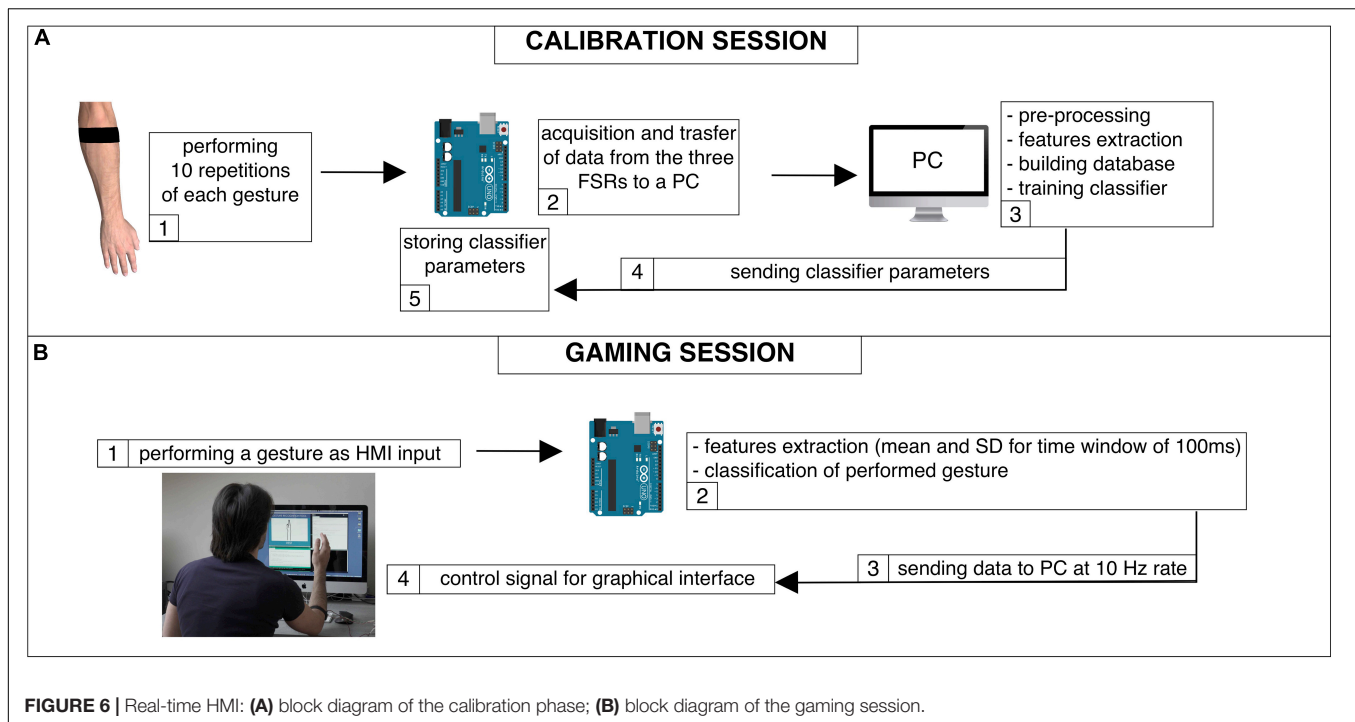 A
CALIBRATION SESSION
performing
10 repetitions
of each gesture
1
acquisition and trasfer
of data from the three
FSRs to a PC
2
PC
- pre-processing
- features extraction
- building database
- training classifier
3
4 sending classifier parameters
storing classifier
parameters
5
B
GAMING SESSION
1 performing a gesture as HMI input
- features extraction (mean and SD for time window of 100ms)
- classification of performed gesture
2
3 sending data to PC at 10 Hz rate
4 control signal for graphical interface
FIGURE 6 | Real-time HMI: (A) block diagram of the calibration phase; (B) block diagram of the gaming session.